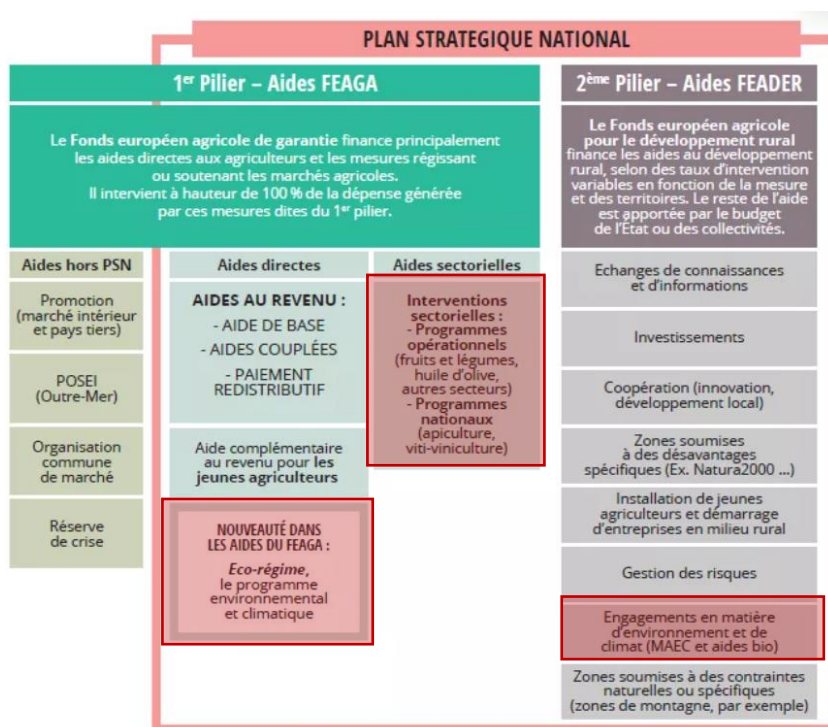 PLAN STRATEGIQUE NATIONAL
1er Pilier – Aides FEAGA
Le Fonds européen agricole de garantie finance principalement
les aides directes aux agriculteurs et les mesures régissant
ou soutenant les marchés agricoles.
Il intervient à hauteur de 100 % de la dépense générée
par ces mesures dites du 1er pilier.
2ème Pilier – Aides FEADER
Le Fonds européen agricole
pour le développement rural
finance les aides au développement
rural, selon des taux d'intervention
variables en fonction de la mesure
et des territoires. Le reste de l'aide
est apportée par le budget
de l'État ou des collectivités.
Aides hors PSN
Promotion
(marché intérieur
et pays tiers)
POSEI
(Outre-Mer)
Organisation
commune
de marché
Réserve
de crise
Aides directes
AIDES AU REVENU :
- AIDE DE BASE
- AIDES COUPLÉES
- PAIEMENT
REDISTRIBUTIF
Aide complémentaire
au revenu pour les
jeunes agriculteurs
NOUVEAUTÉ DANS
LES AIDES DU FEAGA :
Eco-régime,
le programme
environnemental
et climatique
Aides sectorielles
Interventions
sectorielles :
- Programmes
opérationnels
(fruits et légumes,
huile d'olive,
autres secteurs)
- Programmes
nationaux
(apiculture,
viti-viniculture)
Echanges de connaissances
et d'informations
Investissements
Coopération (innovation,
développement local)
Zones soumises
à des désavantages
spécifiques (Ex. Natura2000 ...)
Installation de jeunes
agriculteurs et démarrage
d'entreprises en milieu rural
Gestion des risques
Engagements en matière
d'environnement et de
climat (MAEC et aides bio)
Zones soumises à des contraintes
naturelles ou spécifiques
(zones de montagne, par exemple)